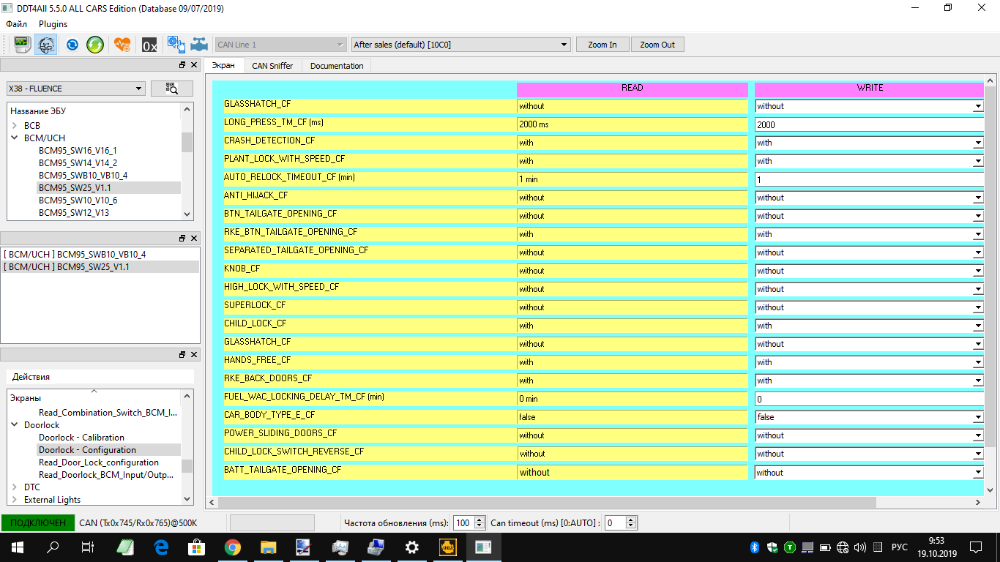 DDT4All 5.5.0 ALL CARS Edition (Database 09/07/2019)
Файл Plugins
0x CAN Line 1 After sales (default) [10C0] Zoom In Zoom Out
Экран CAN Sniffer Documentation
X38 - FLUENCE
Название ЭБУ
BCB
BCM/UCH
BCM95_SW16_V16_1
BCM95_SW14_V14_2
BCM95_SWB10_VB10_4
BCM95_SW25_V1.1
BCM95_SW10_V10_6
BCM95_SW12_V13
[ BCM/UCH ] BCM95_SWB10_VB10_4
[ BCM/UCH ] BCM95_SW25_V1.1
Действия
Экраны
Read_Combination_Switch_BCM_I...
Doorlock
Doorlock - Calibration
Doorlock - Configuration
Read_Door_Lock_configuration
Read_Doorlock_BCM_Input/Outp...
DTC
External Lights
READ WRITE
GLASSHATCH_CF without without
LONG_PRESS_TM_CF (ms) 2000 ms 2000
CRASH_DETECTION_CF with with
PLANT_LOCK_WITH_SPEED_CF with with
AUTO_RELOCK_TIMEOUT_CF (min) 1 min 1
ANTI_HIJACK_CF without without
BTN_TAILGATE_OPENING_CF without without
RKE_BTN_TAILGATE_OPENING_CF with with
SEPARATED_TAILGATE_OPENING_CF without without
KNOB_CF without without
HIGH_LOCK_WITH_SPEED_CF without without
SUPERLOCK_CF without without
CHILD_LOCK_CF with with
GLASSHATCH_CF without without
HANDS_FREE_CF with with
RKE_BACK_DOORS_CF with with
FUEL_WAC_LOCKING_DELAY_TM_CF (min) 0 min 0
CAR_BODY_TYPE_E_CF false false
POWER_SLIDING_DOORS_CF without without
CHILD_LOCK_SWITCH_REVERSE_CF without without
BATT_TAILGATE_OPENING_CF without without
ПОДКЛЮЧЕН CAN (Tx0x745/Rx0x765)@500K Частота обновления (ms): 100 Can timeout (ms) [0:AUTO] : 0
CHECK
РУС
9:53
19.10.2019